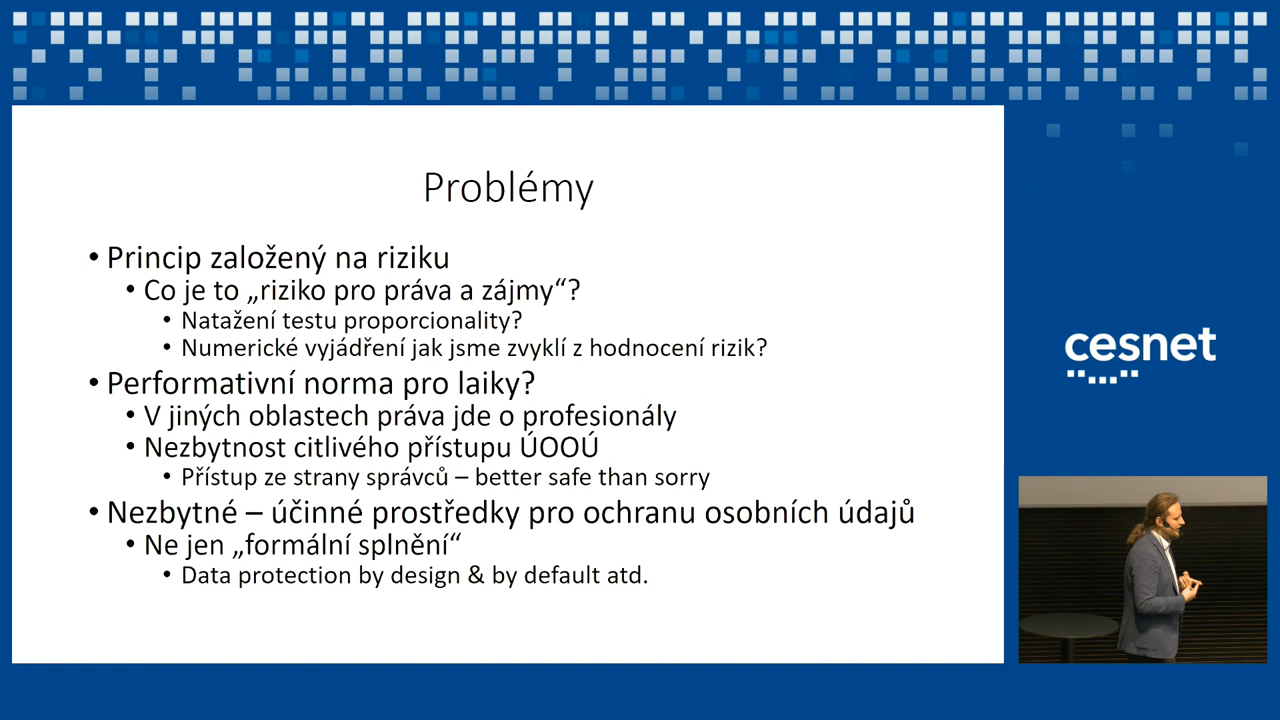 Problémy
• Princip založený na riziku
• Co je to „riziko pro práva a zájmy“?
• Natažení testu proporcionality?
• Numerické vyjádření jak jsme zvyklí z hodnocení rizik?
• Performativní norma pro laiky?
• V jiných oblastech práva jde o profesionály
• Nezbytnost citlivého přístupu ÚOOÚ
• Přístup ze strany správců – better safe than sorry
• Nezbytné – účinné prostředky pro ochranu osobních údajů
• Ne jen „formální splnění“
• Data protection by design & by default atd.
cesnet